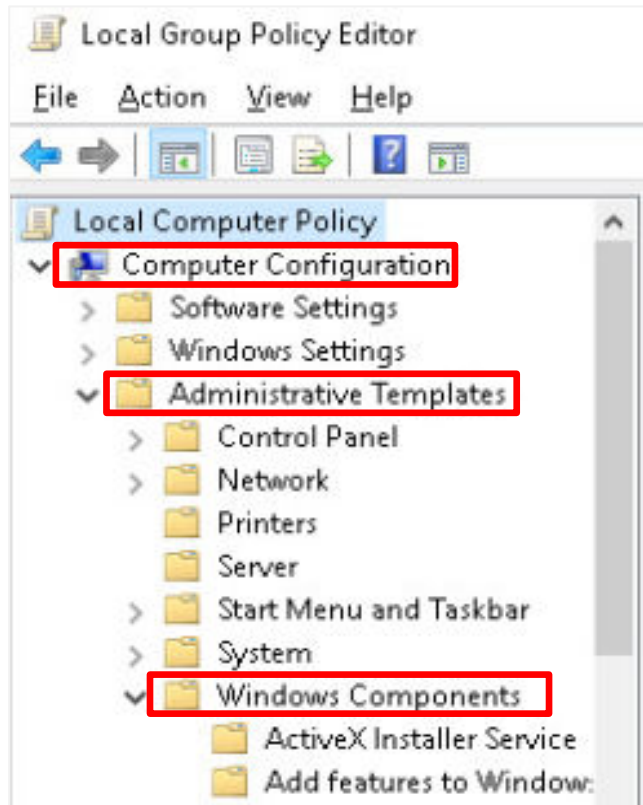 Local Group Policy Editor
File Action View Help
Local Computer Policy
Computer Configuration
Software Settings
Windows Settings
Administrative Templates
Control Panel
Network
Printers
Server
Start Menu and Taskbar
System
Windows Components
ActiveX Installer Service
Add features to Window